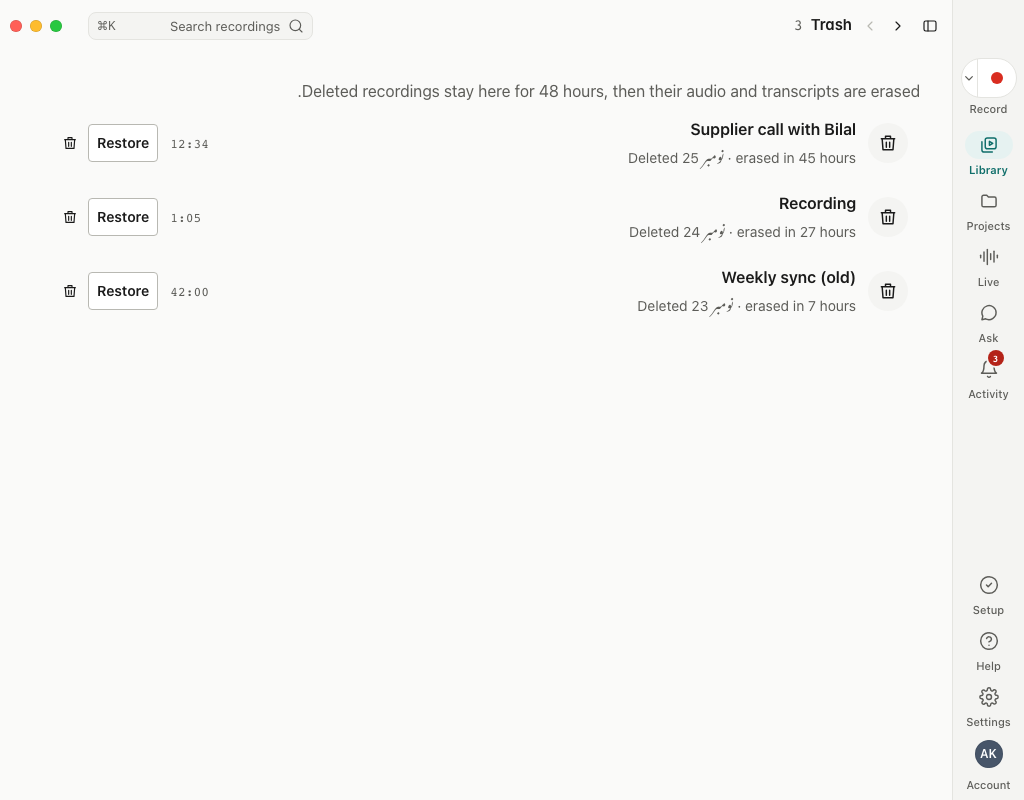 ⌘K Search recordings
3 Trash
Deleted recordings stay here for 48 hours, then their audio and transcripts are erased.
Supplier call with Bilal
Deleted 25 نومبر · erased in 45 hours
12:34
Restore
Recording
Deleted 24 نومبر · erased in 27 hours
1:05
Restore
Weekly sync (old)
Deleted 23 نومبر · erased in 7 hours
42:00
Restore
Record
Library
Projects
Live
Ask
3
Activity
Setup
Help
Settings
AK
Account